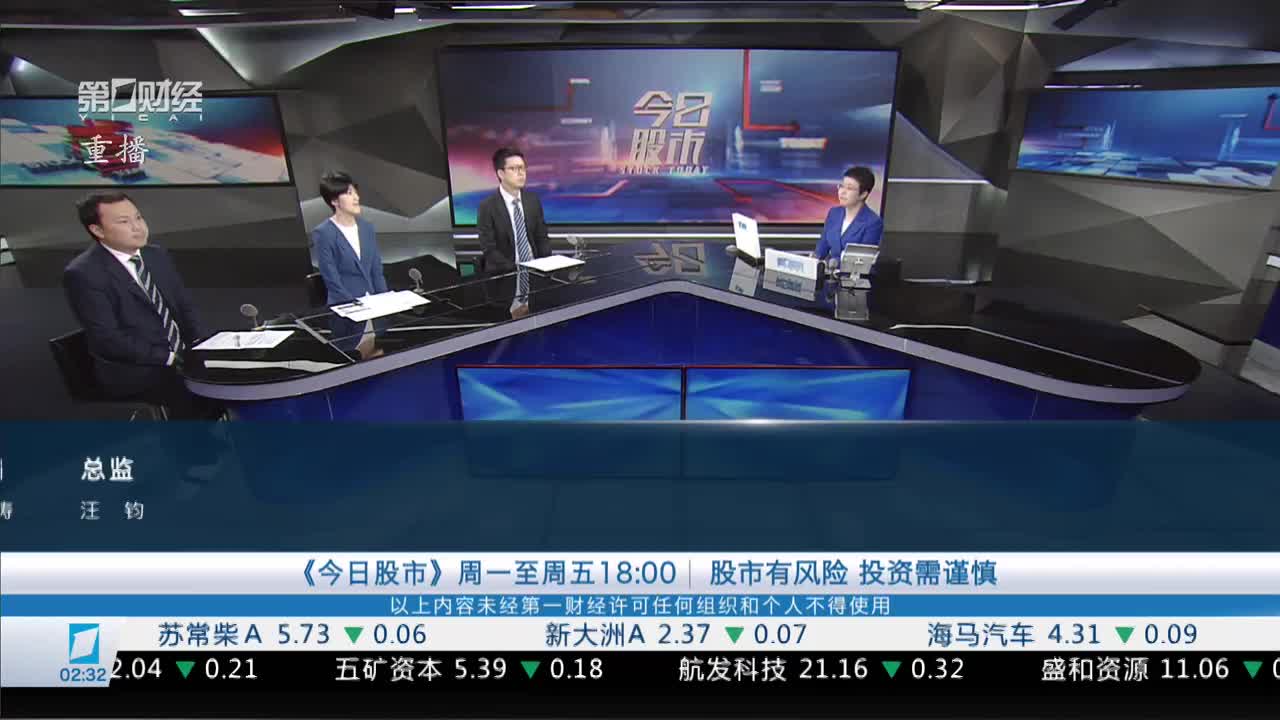 第一财经
YICAI
重播
今日
股市
STOCK TODAY
总监
汪 钧
《今日股市》周一至周五18:00 股市有风险 投资需谨慎
以上内容未经第一财经许可任何组织和个人不得使用
苏常柴A 5.73 ▼ 0.06 新大洲A 2.37 ▼ 0.07 海马汽车 4.31 ▼ 0.09
02:32
2.04 ▼ 0.21 五矿资本 5.39 ▼ 0.18 航发科技 21.16 ▼ 0.32 盛和资源 11.06 ▼